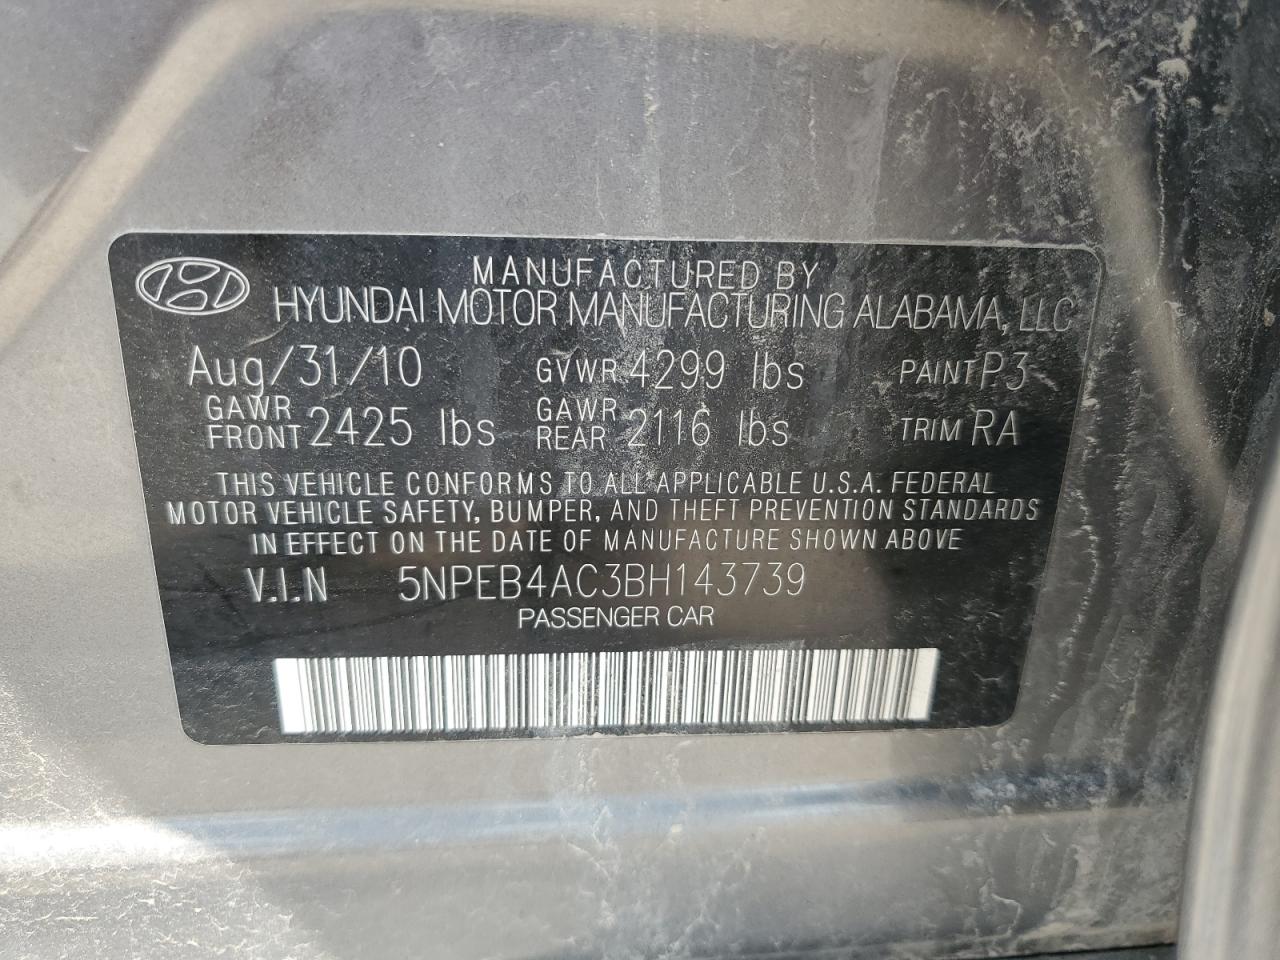 MANUFACTURED BY
HYUNDAI MOTOR MANUFACTURING ALABAMA, LLC
Aug/31/10 GVWR 4299 lbs PAINT P3
GAWR FRONT 2425 lbs GAWR REAR 2116 lbs TRIM RA
THIS VEHICLE CONFORMS TO ALL APPLICABLE U.S.A. FEDERAL
MOTOR VEHICLE SAFETY, BUMPER, AND THEFT PREVENTION STANDARDS
IN EFFECT ON THE DATE OF MANUFACTURE SHOWN ABOVE
V.I.N 5NPEB4AC3BH143739
PASSENGER CAR